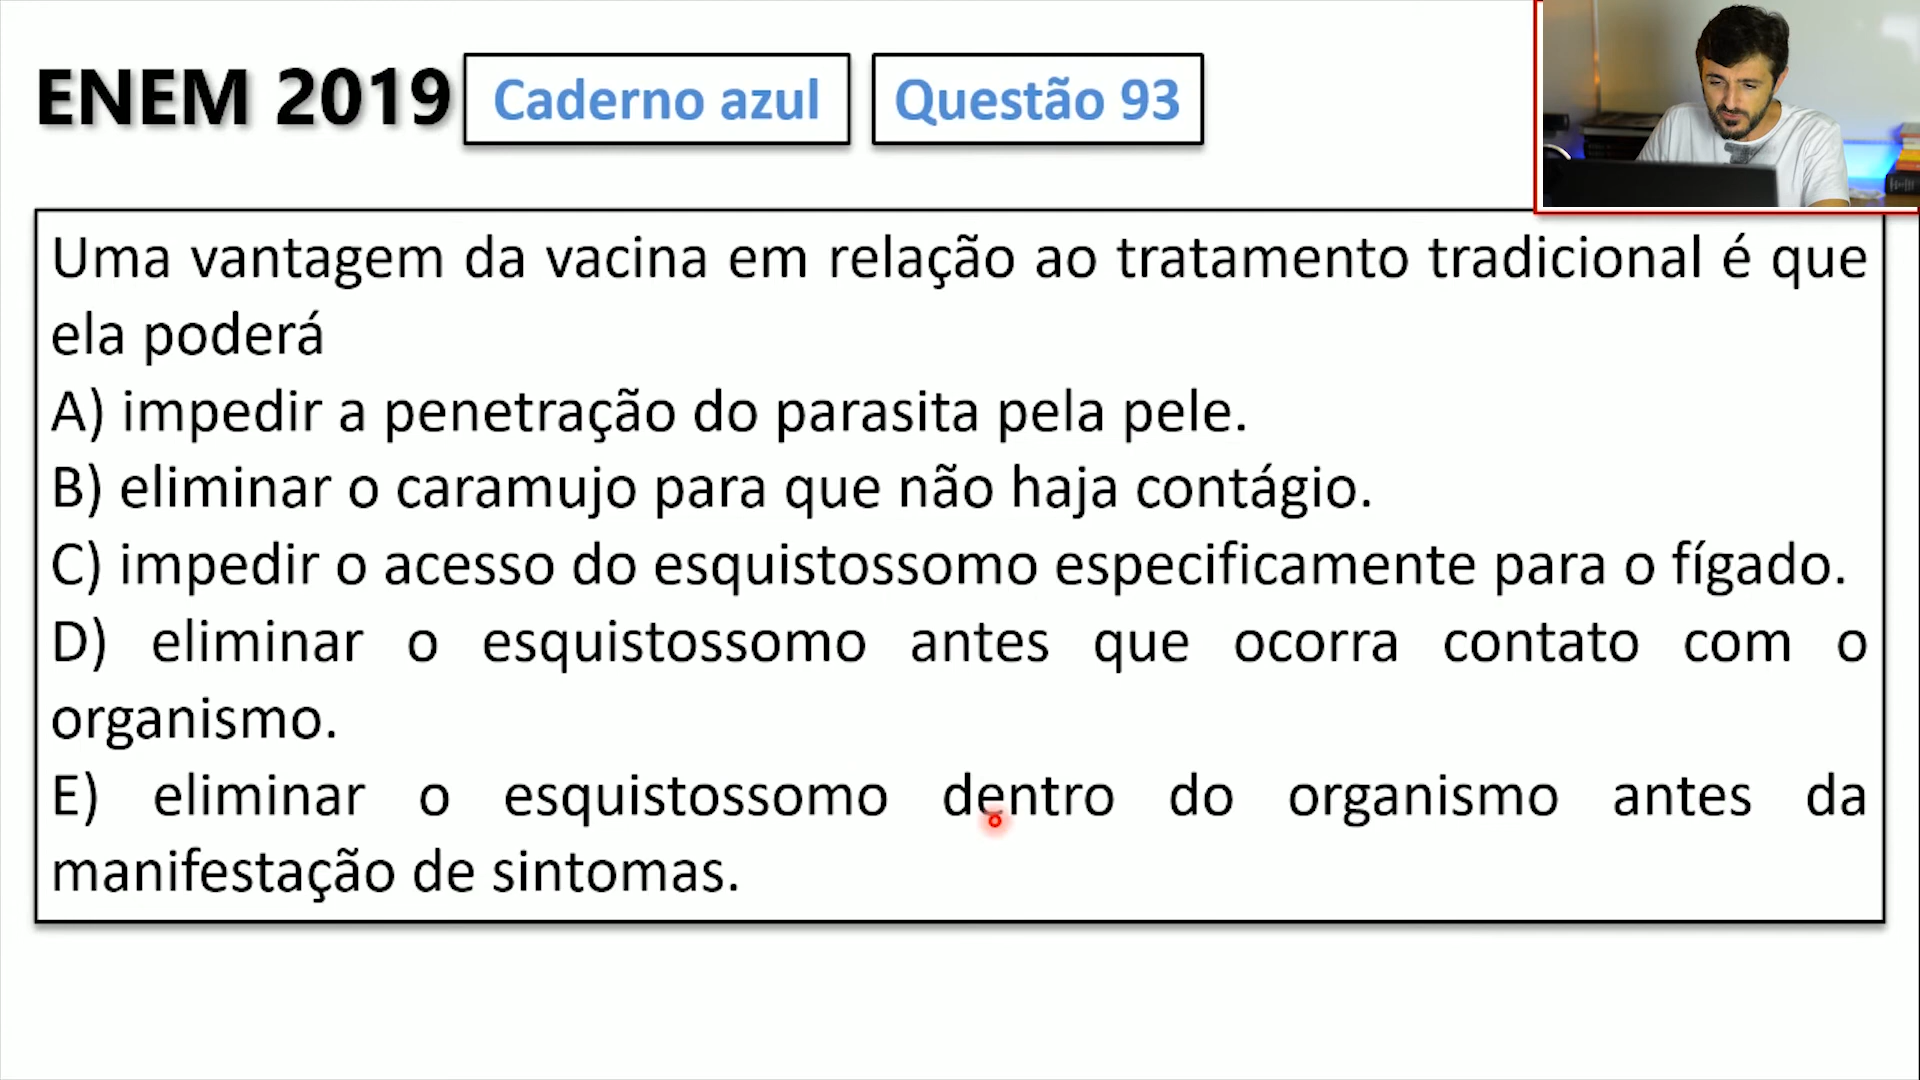 ENEM 2019 Caderno azul Questão 93
Uma vantagem da vacina em relação ao tratamento tradicional é que
ela poderá
A) impedir a penetração do parasita pela pele.
B) eliminar o caramujo para que não haja contágio.
C) impedir o acesso do esquistossomo especificamente para o fígado.
D) eliminar o esquistossomo antes que ocorra contato com o
organismo.
E) eliminar o esquistossomo dentro do organismo antes da
manifestação de sintomas.